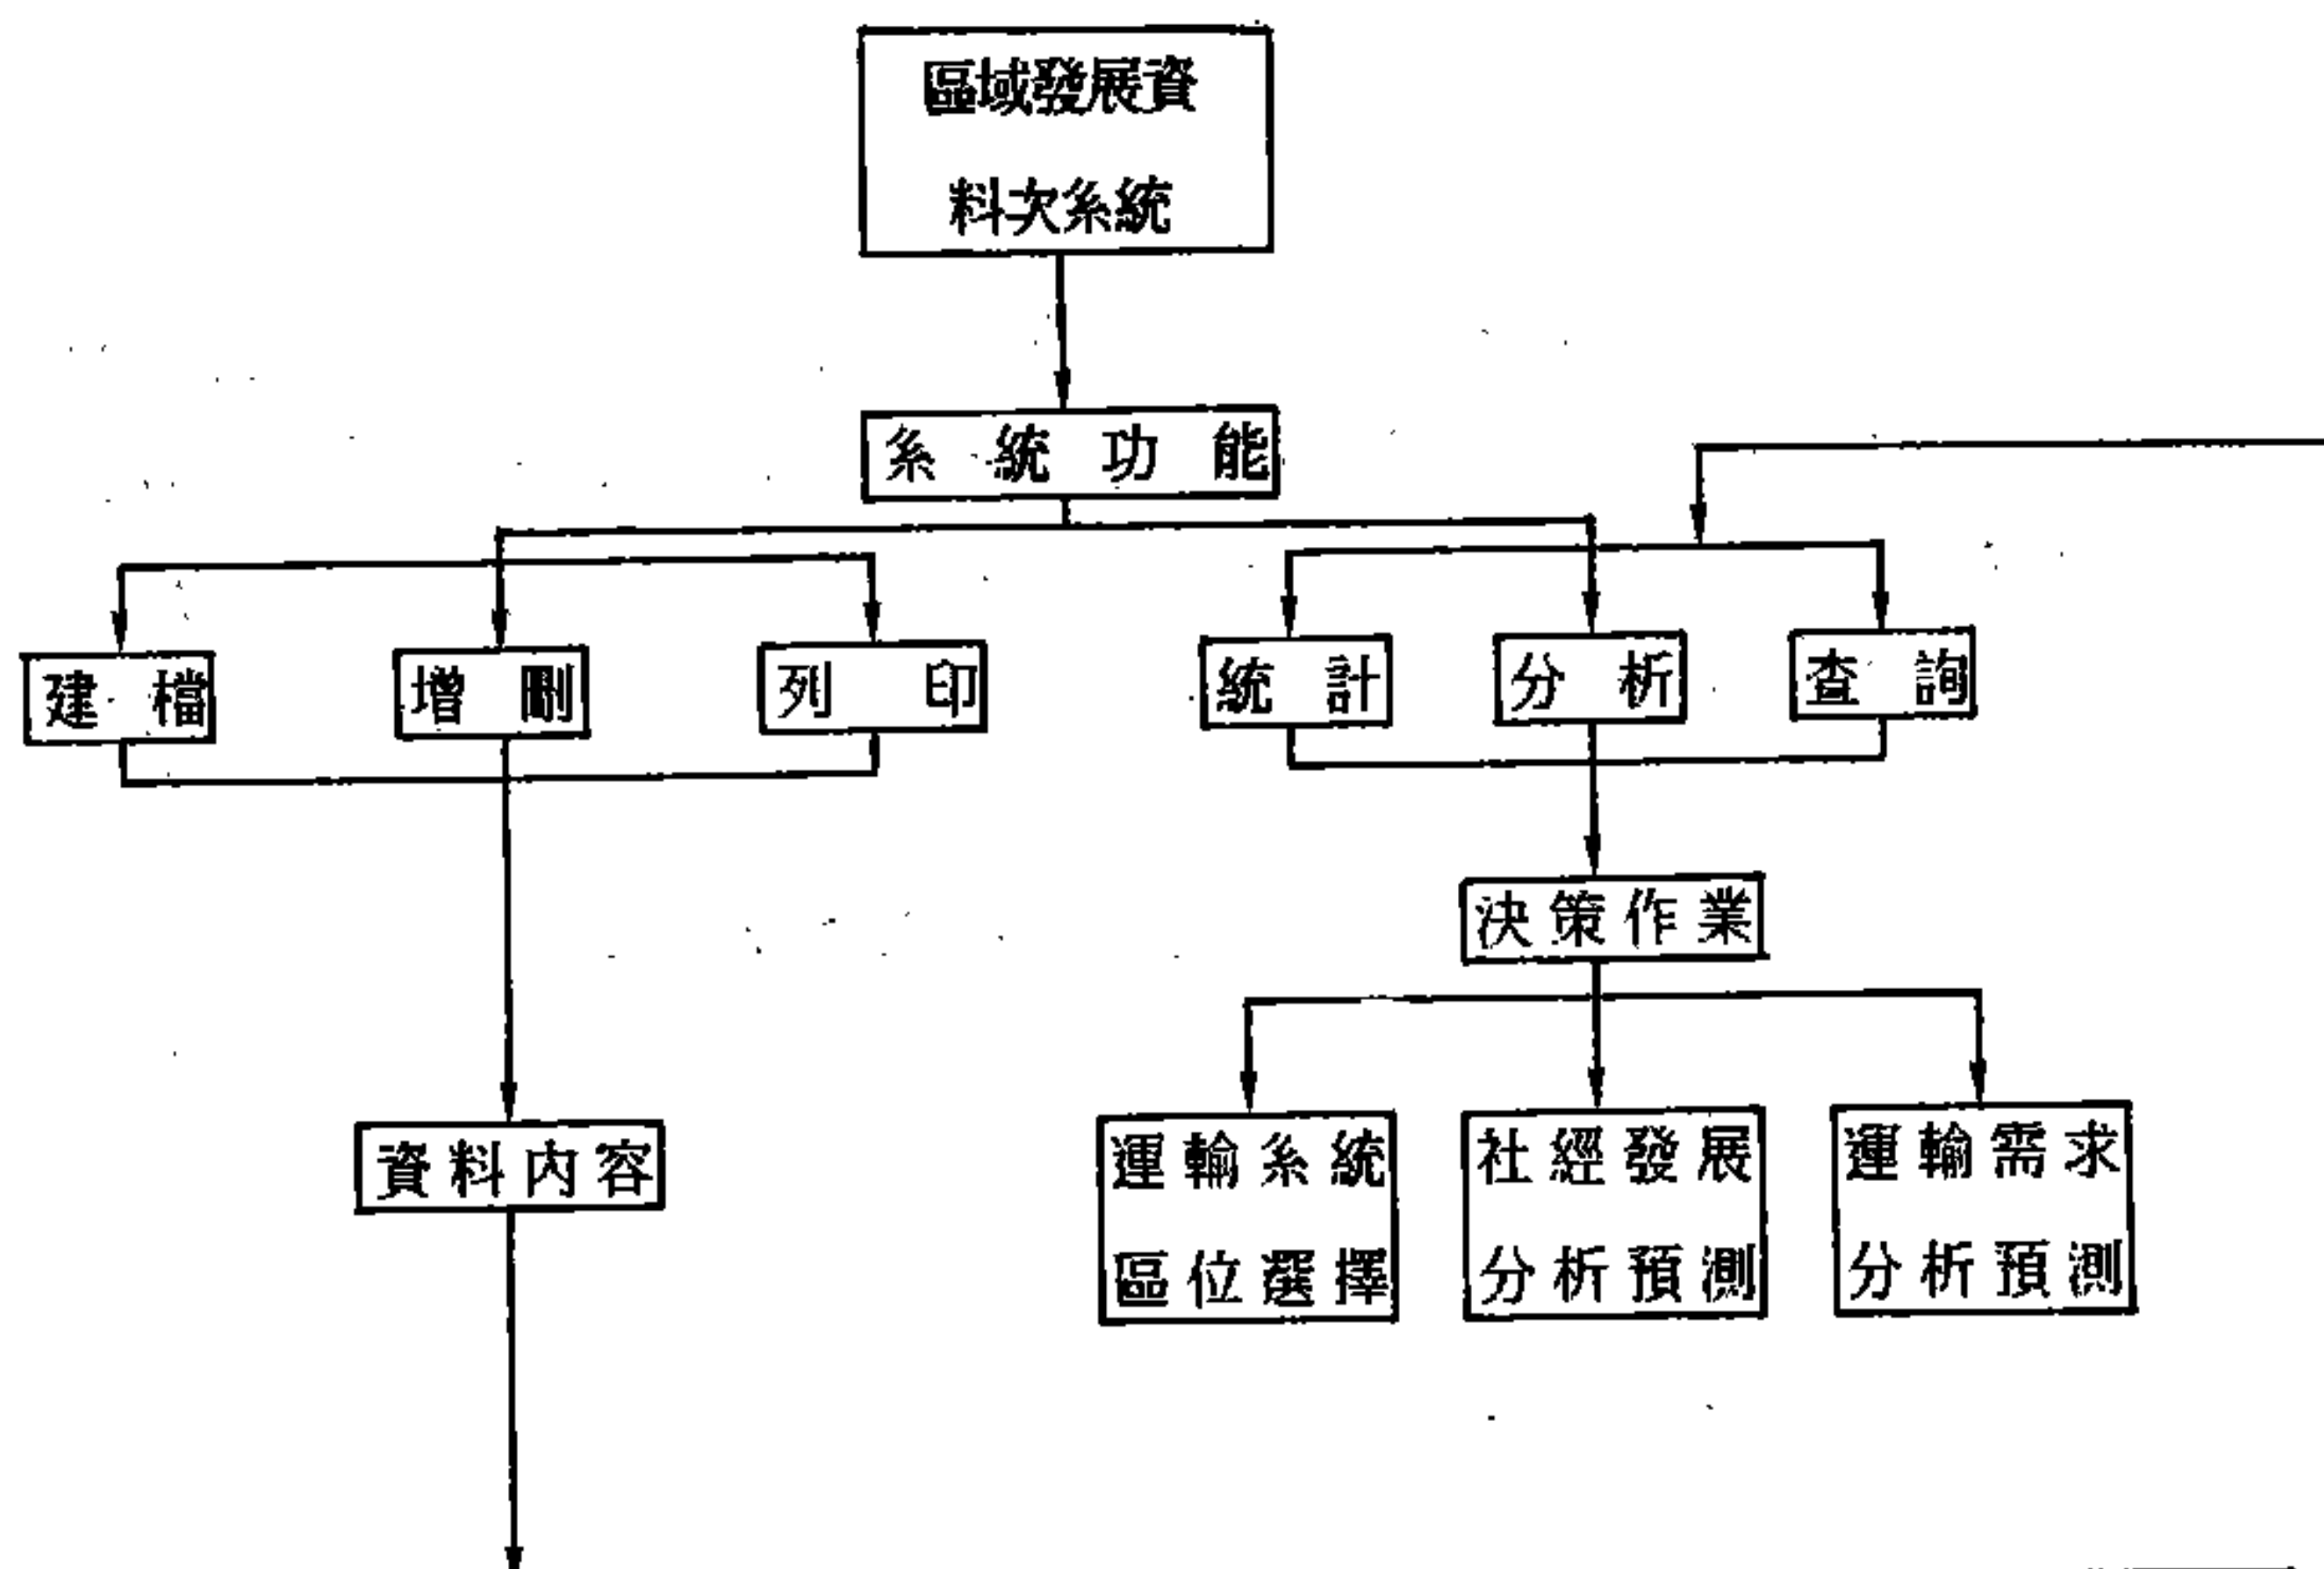 區域發展資
料次系統
系統功能
建檔
增刪
列印
統計
分析
查詢
決策作業
資料內容
運輸系統
區位選擇
社經發展
分析預測
運輸需求
分析預測